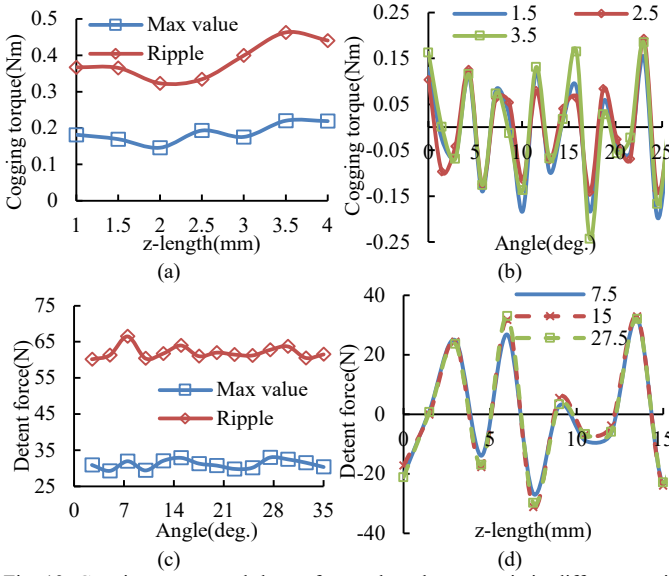 Cogging torque(Nm)
0.5
0.4
0.3
0.2
0.1
0
Max value
Ripple
1 1.5 2 2.5 3 3.5 4
z-length(mm)
(a)
Cogging torque(Nm)
0.25
0.15
0.05
-0.05
-0.15
-0.25
1.5 2.5
3.5
0 5 10 15 20 25
Angle(deg.)
(b)
Detent force(N)
75
65
55
45
35
25
Max value
Ripple
0 7 14 21 28 35
Angle(deg.)
(c)
Detent force(N)
40
20
0
-20
-40
7.5
15
27.5
0 5 10 15
z-length(mm)
(d)